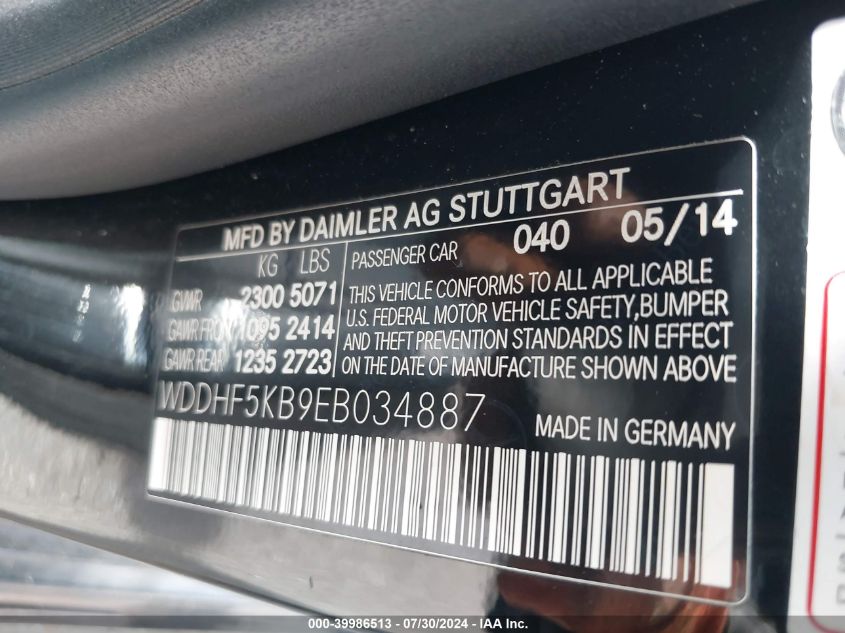 MFD BY DAIMLER AG STUTTGART
KG LBS PASSENGER CAR 040 05/14
GVWR 2300 5071
GAWR FRONT 1095 2414
GAWR REAR 1235 2723
THIS VEHICLE CONFORMS TO ALL APPLICABLE
U.S. FEDERAL MOTOR VEHICLE SAFETY,BUMPER
AND THEFT PREVENTION STANDARDS IN EFFECT
ON THE DATE OF MANUFACTURE SHOWN ABOVE
WDDHF5KB9EB034887
MADE IN GERMANY
000-39986513 / 07/30/2024 - IAA Inc.